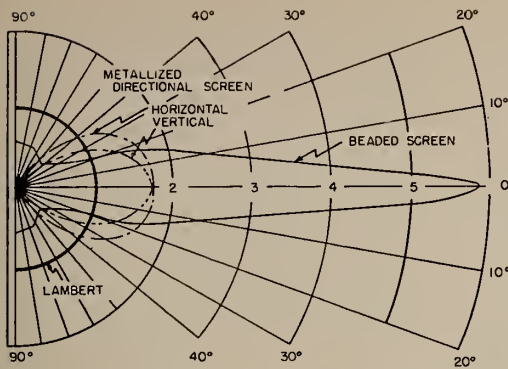 90° 40° 30° 20°
METALLIZED
DIRECTIONAL SCREEN
HORIZONTAL
VERTICAL
10°
BEADED SCREEN
2 3 4 5 0
10°
LAMBERT
90° 40° 30° 20°